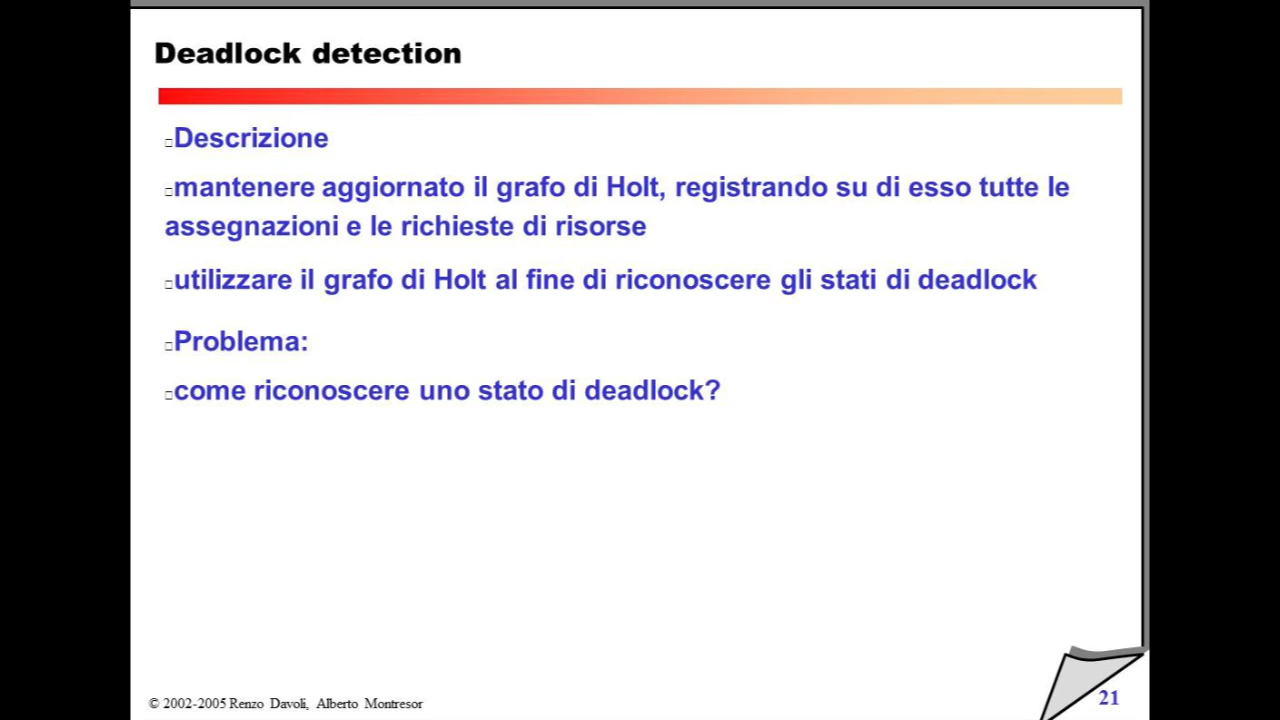 Deadlock detection
Descrizione
mantenere aggiornato il grafo di Holt, registrando su di esso tutte le
assegnazioni e le richieste di risorse
utilizzare il grafo di Holt al fine di riconoscere gli stati di deadlock
Problema:
come riconoscere uno stato di deadlock?
© 2002-2005 Renzo Davoli, Alberto Montresor
21